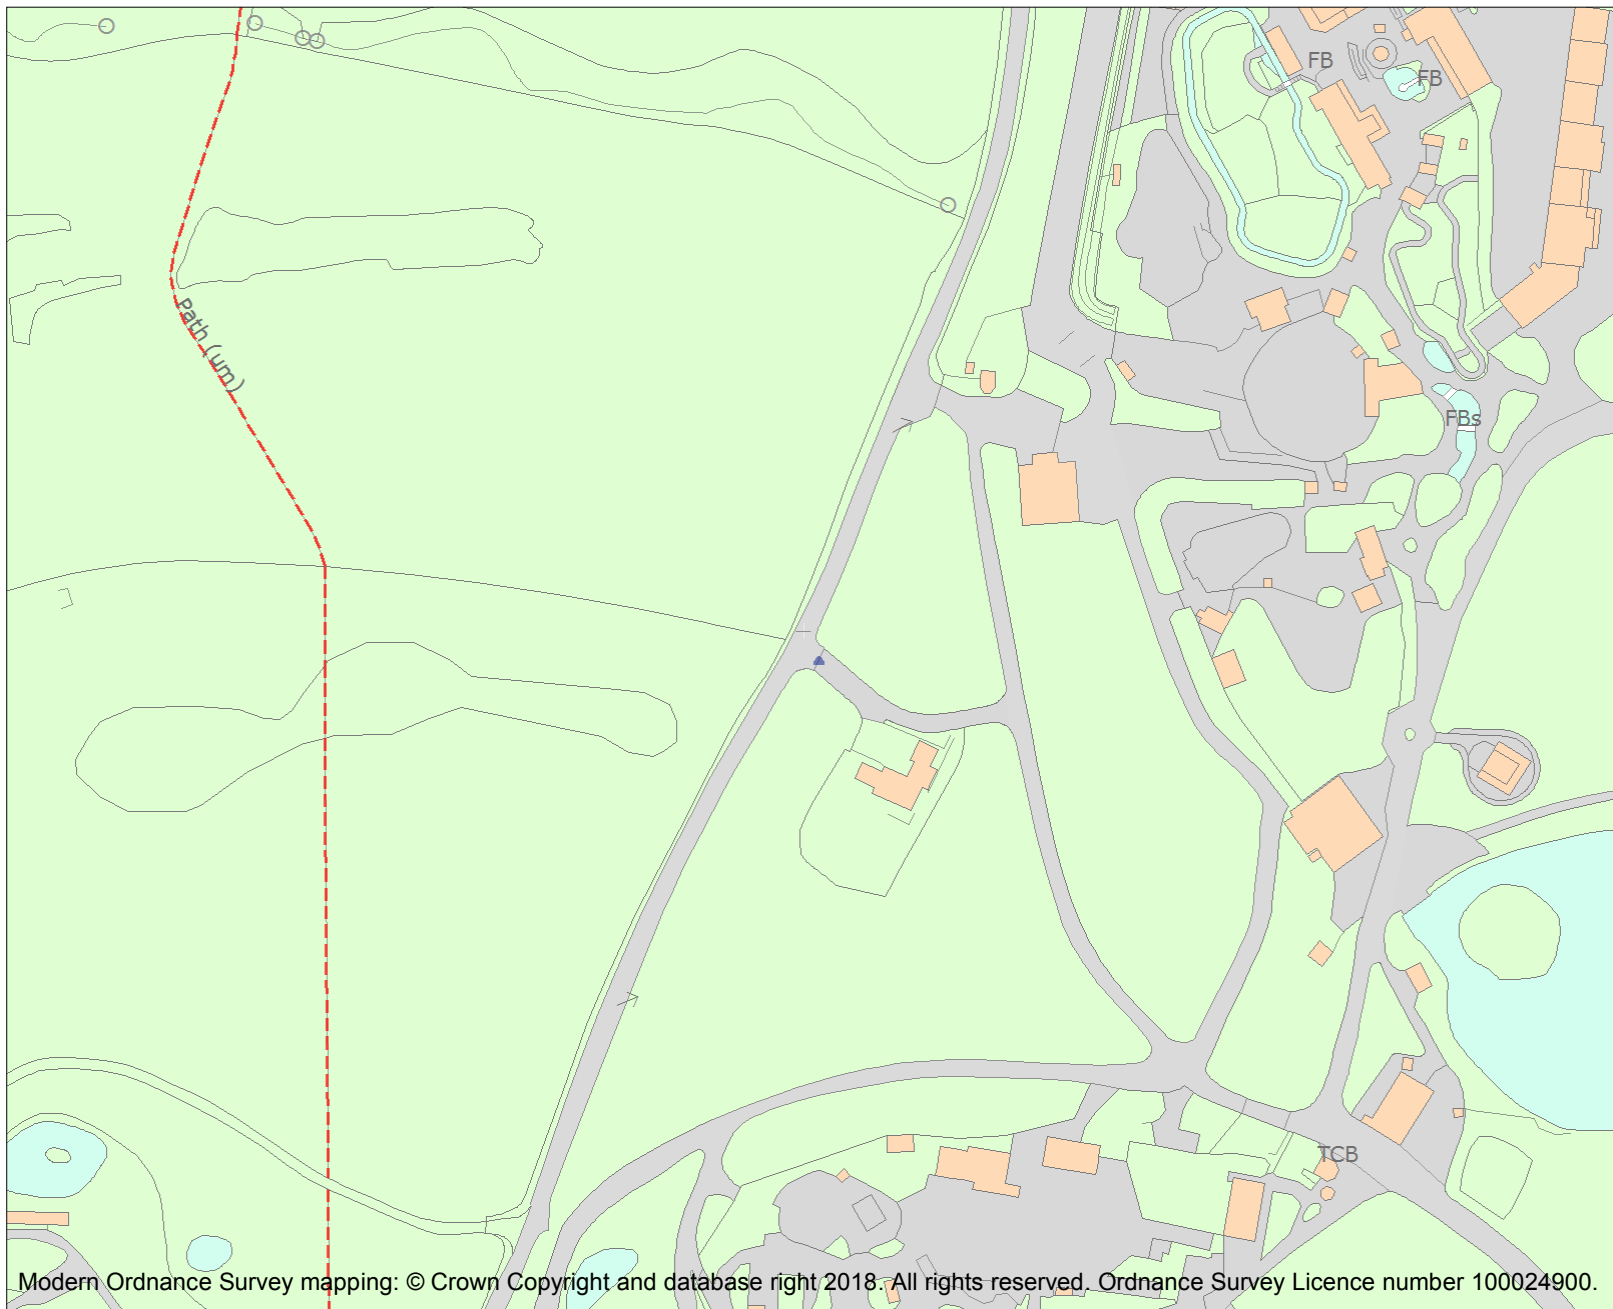 FB
FB
Path (um)
FBs
TCB
Modern Ordnance Survey mapping: © Crown Copyright and database right 2018. All rights reserved. Ordnance Survey Licence number 100024900.